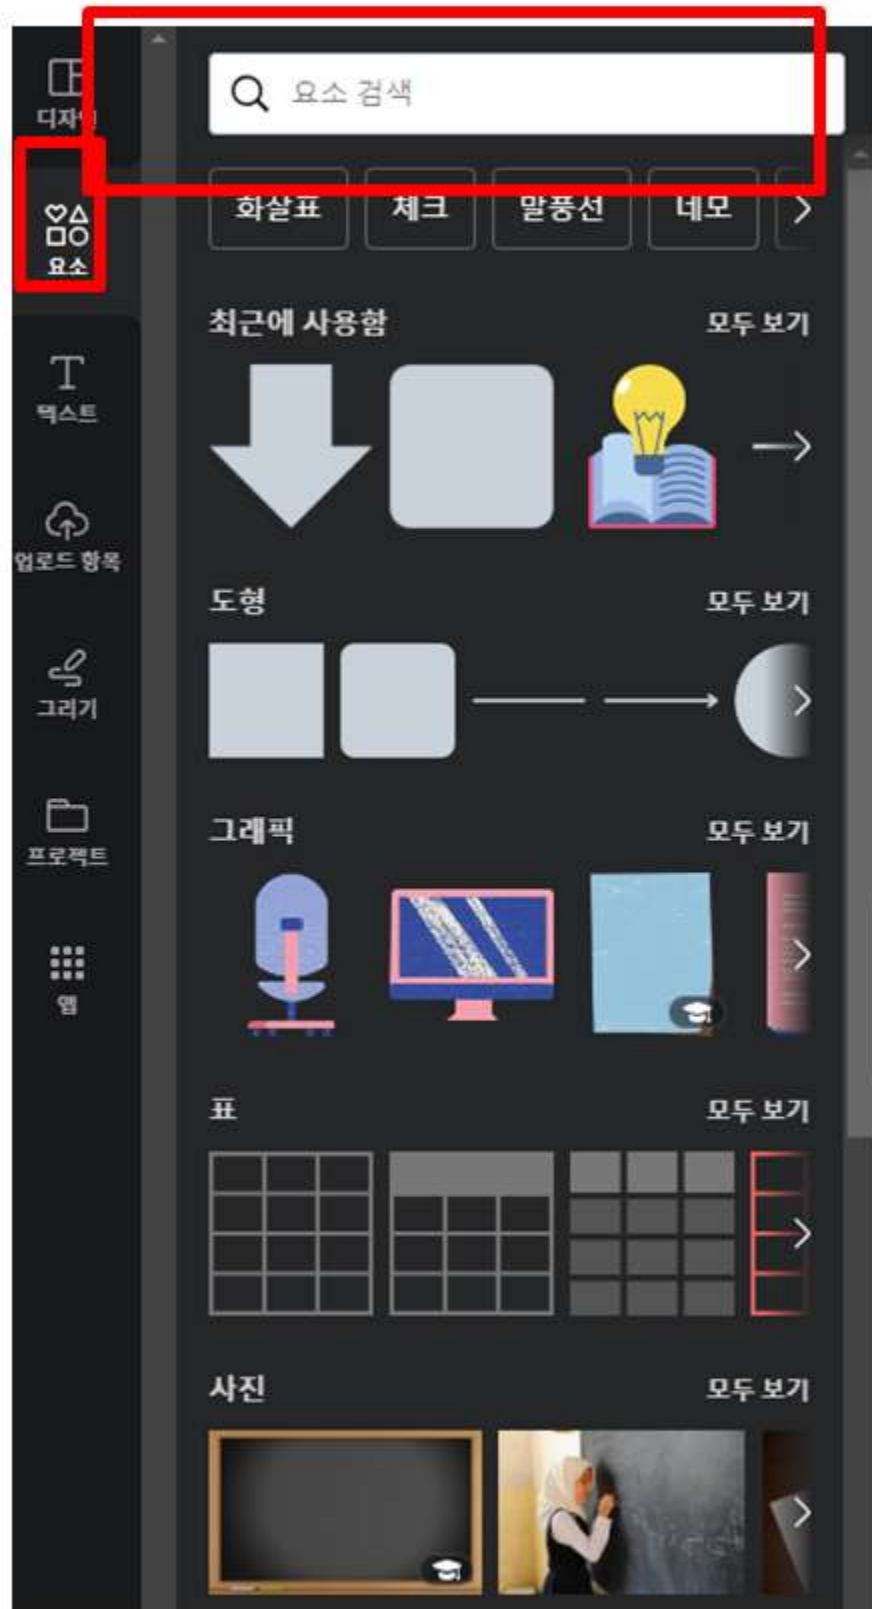 디자인
요소
텍스트
업로드 항목
그리기
프로젝트
앱
요소 검색
화살표 체크 말풍선 네모
최근에 사용함 모두 보기
도형 모두 보기
그래픽 모두 보기
표 모두 보기
사진 모두 보기